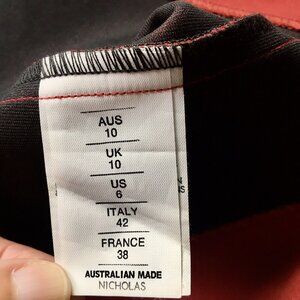 AUS
10
UK
10
US
6
ITALY
42
FRANCE
38
AUSTRALIAN MADE
NICHOLAS